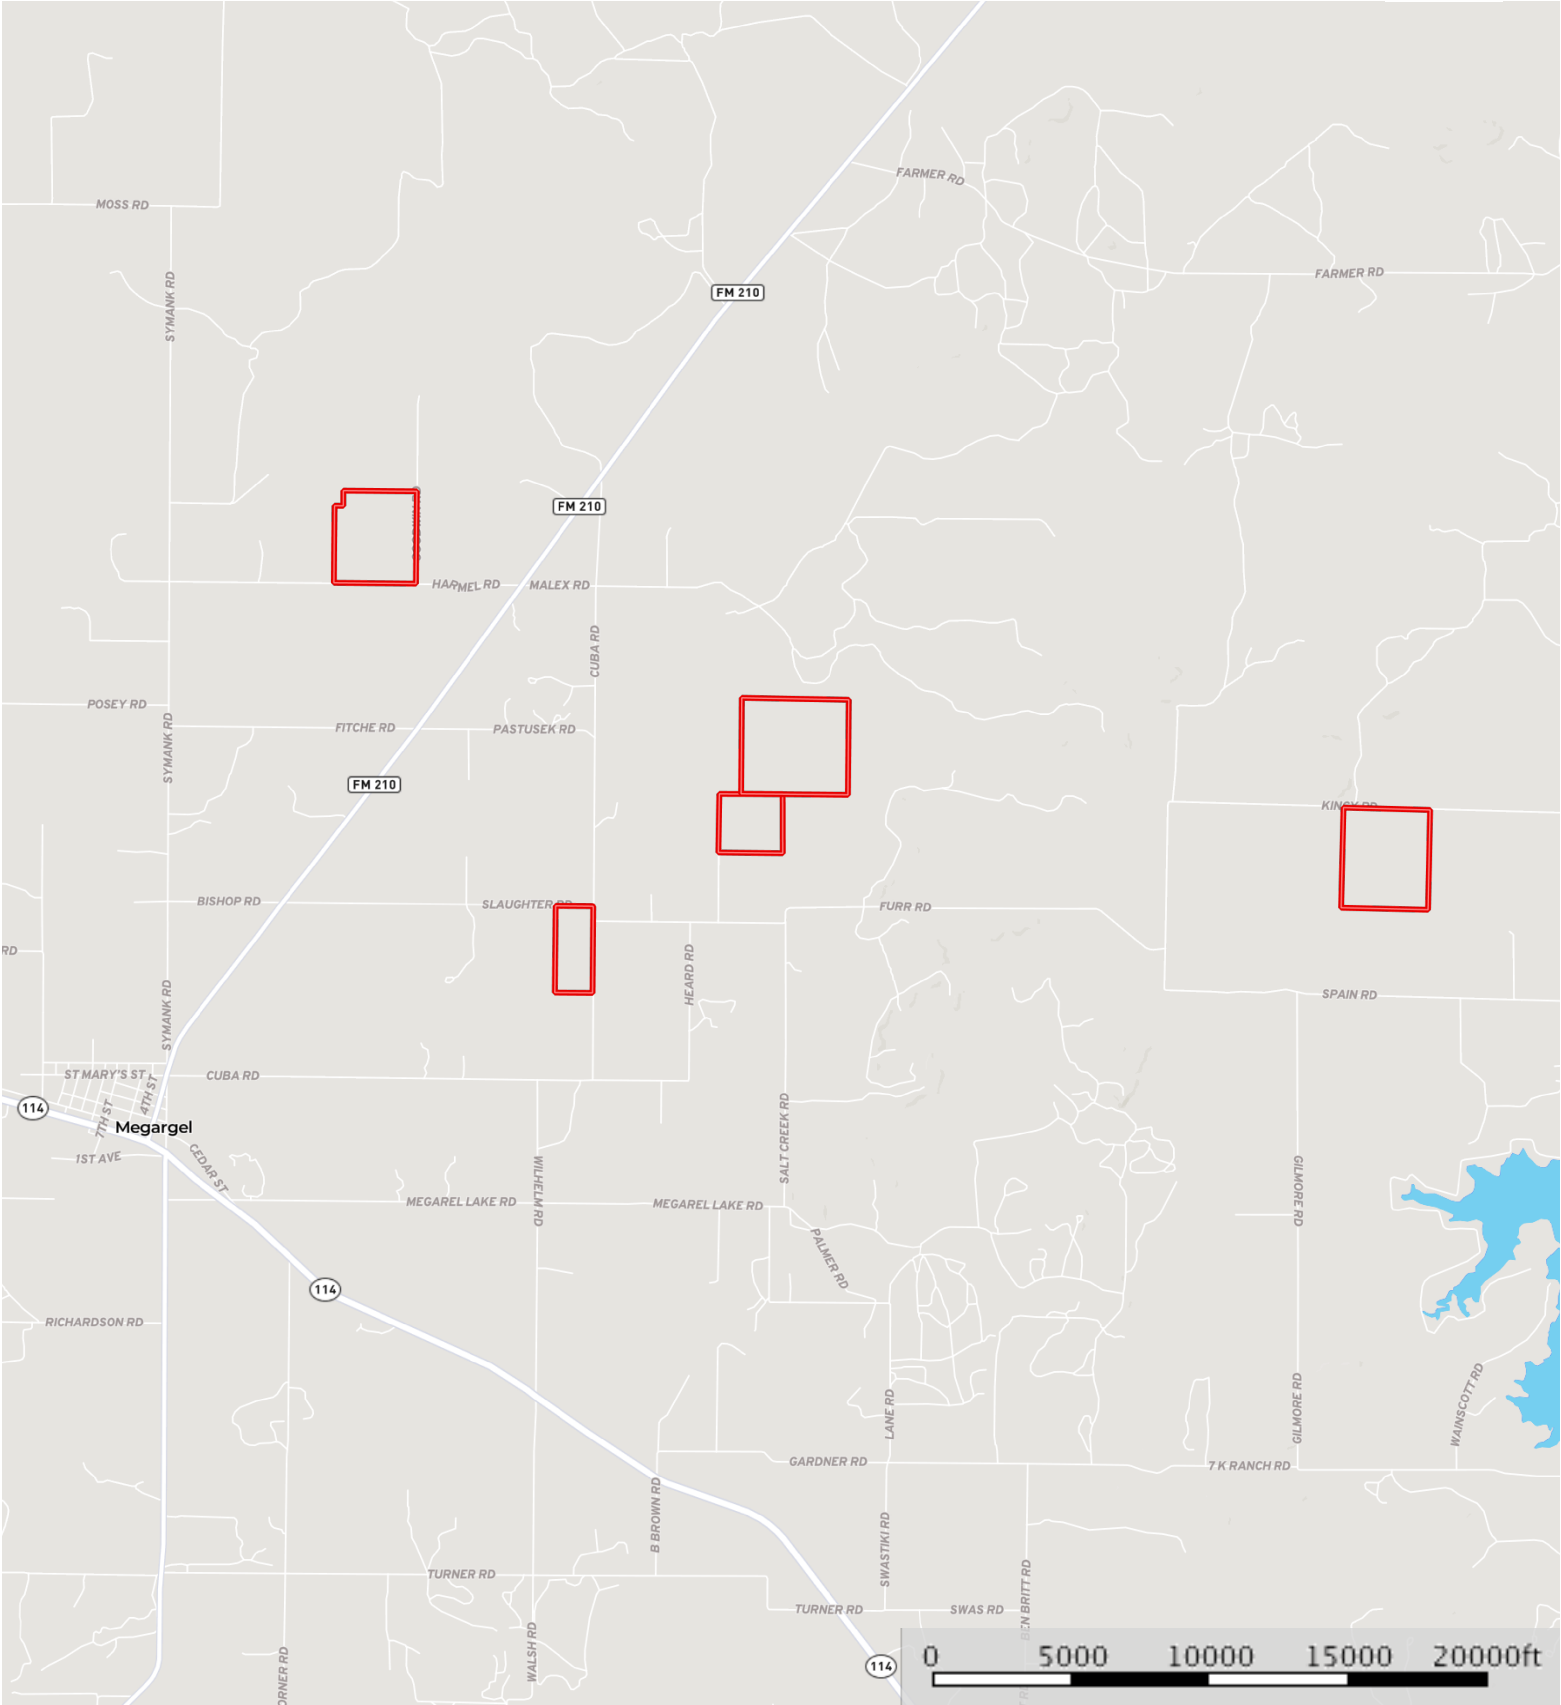 FARMER RD
MOSS RD
FARMER RD
SYMANK RD
FM 210
FM 210
HARMEL RD
MALEX RD
CUBA RD
POSEY RD
SYMANK RD
FITCHE RD
PASTUSEK RD
FM 210
BISHOP RD
SLAUGHTER RD
FURR RD
RD
HEARD RD
SPAIN RD
SYMANK RD
ST MARY'S ST
CUBA RD
4TH ST
114
7TH ST
Megargel
SALT CREEK RD
1ST AVE
CEDAR ST
WILHELM RD
GILMORE RD
MEGAREL LAKE RD
MEGAREL LAKE RD
PALMER RD
114
RICHARDSON RD
LANE RD
GILMORE RD
WAINSCOTT RD
GARDNER RD
7 K RANCH RD
B BROWN RD
SWASTIKI RD
TURNER RD
BEN BRITT RD
TURNER RD
SWAS RD
WALSH RD
ORNER RD
114
0 5000 10000 15000 20000ft